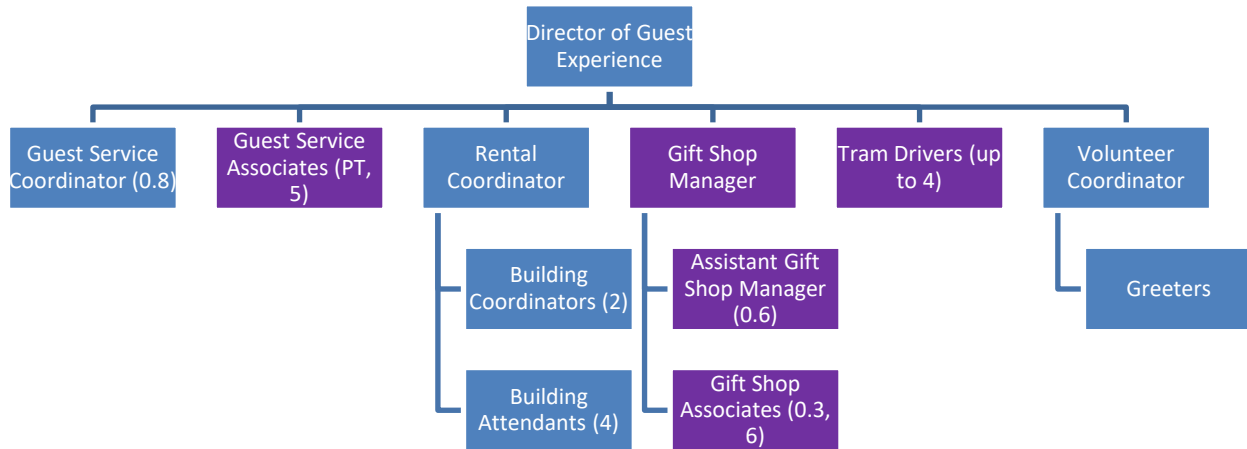 Director of Guest
Experience
Guest Service
Coordinator (0.8)
Guest Service
Associates (PT,
5)
Rental
Coordinator
Gift Shop
Manager
Tram Drivers (up
to 4)
Volunteer
Coordinator
Building
Coordinators (2)
Assistant Gift
Shop Manager
(0.6)
Greeters
Building
Attendants (4)
Gift Shop
Associates (0.3,
6)